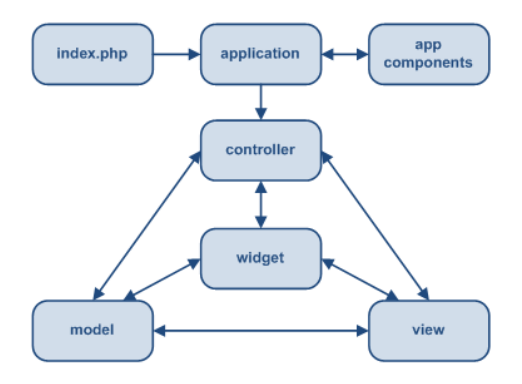 index.php
application
app
components
controller
widget
model
view